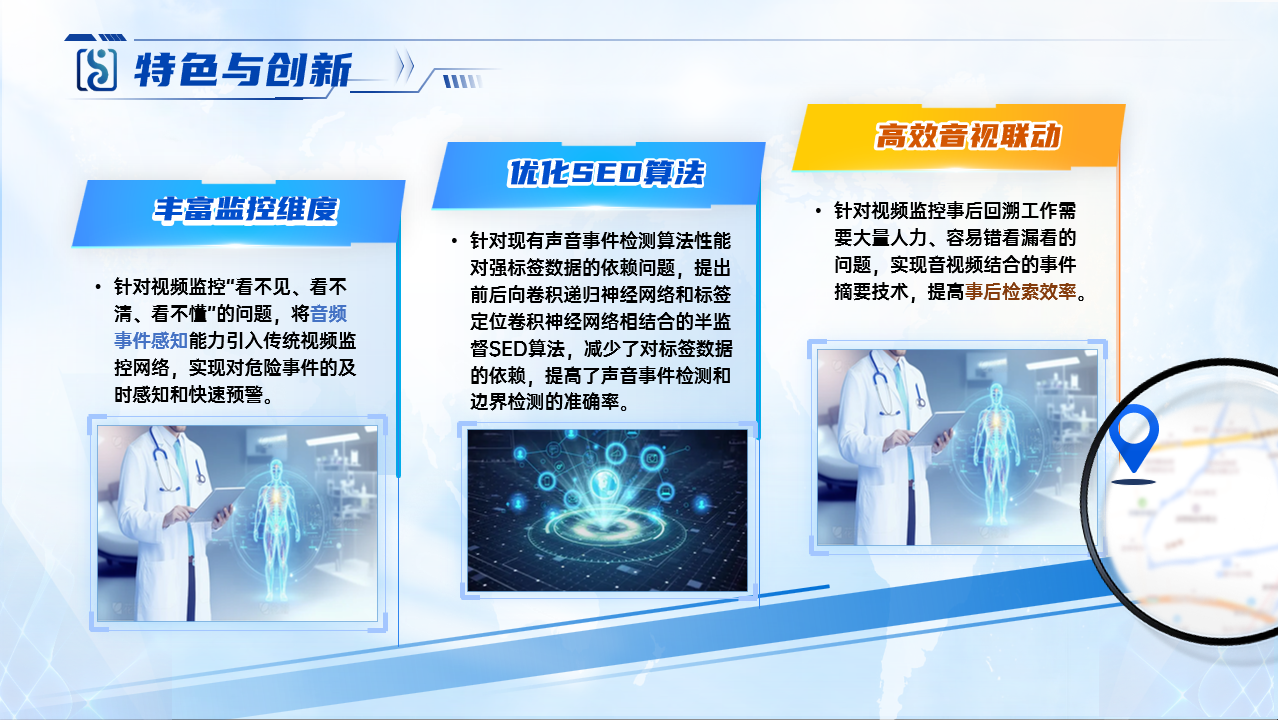 特色与创新
丰富监控维度
• 针对视频监控"看不见、看不
清、看不懂"的问题，将音频
事件感知能力引入传统视频监
控网络，实现对危险事件的及
时感知和快速预警。
优化SED算法
• 针对现有声音事件检测算法性能
对强标签数据的依赖问题，提出
前后向卷积递归神经网络和标签
定位卷积神经网络相结合的半监
督SED算法，减少了对标签数据
的依赖，提高了声音事件检测和
边界检测的准确率。
高效音视联动
• 针对视频监控事后回溯工作需
要大量人力、容易错看漏看的
问题，实现音视频结合的事件
摘要技术，提高事后检索效率。